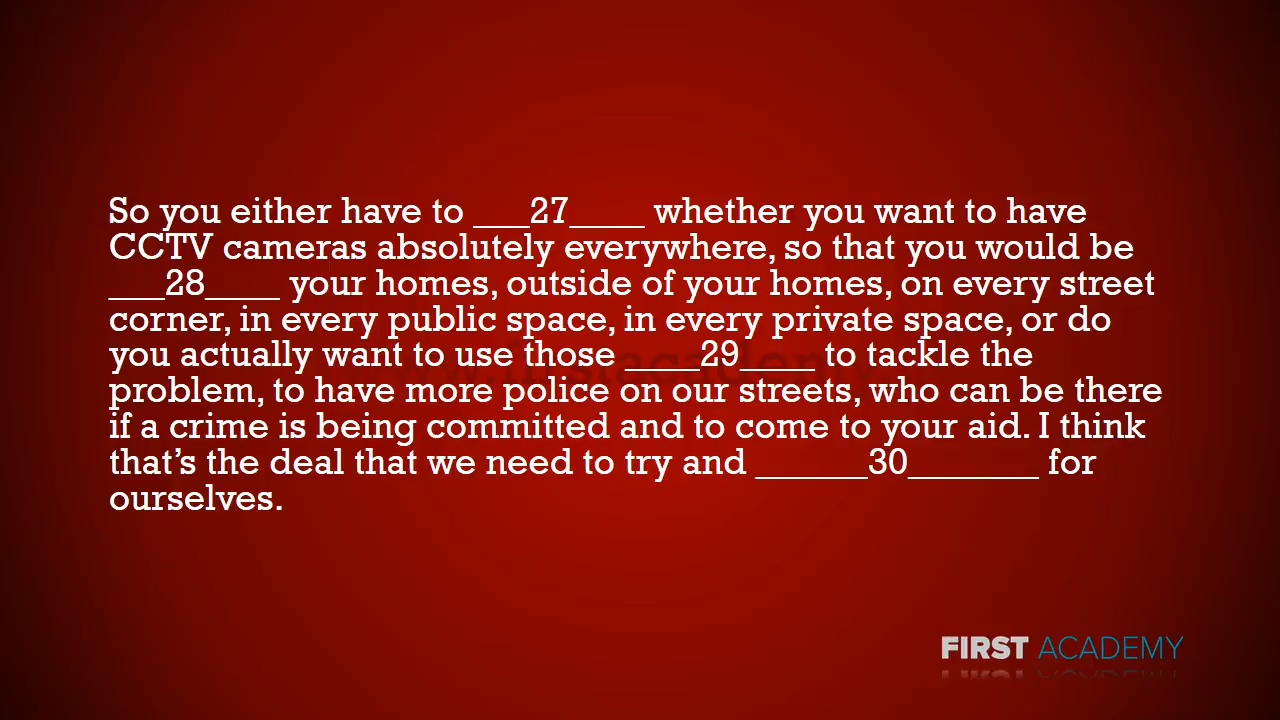 So you either have to ___27____ whether you want to have
CCTV cameras absolutely everywhere, so that you would be
___28____ your homes, outside of your homes, on every street
corner, in every public space, in every private space, or do
you actually want to use those ____29____ to tackle the
problem, to have more police on our streets, who can be there
if a crime is being committed and to come to your aid. I think
that’s the deal that we need to try and ______30_______ for
ourselves.
FIRST ACADEMY